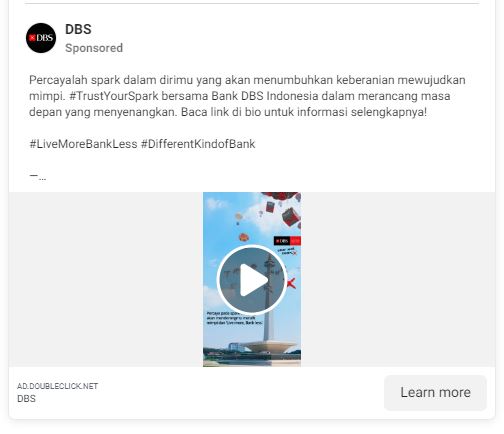 DBS
DBS
Sponsored
Percayalah spark dalam dirimu yang akan menumbuhkan keberanian mewujudkan
mimpi. #TrustYourSpark bersama Bank DBS Indonesia dalam merancang masa
depan yang menyenangkan. Baca link di bio untuk informasi selengkapnya!
#LiveMoreBankLess #DifferentKindofBank
—...
DBS
Percaya pada spark
akan mendorongmu meraih
mimpi dan 'Live more, Bank less'.
AD.DOUBLECLICK.NET
DBS
Learn more